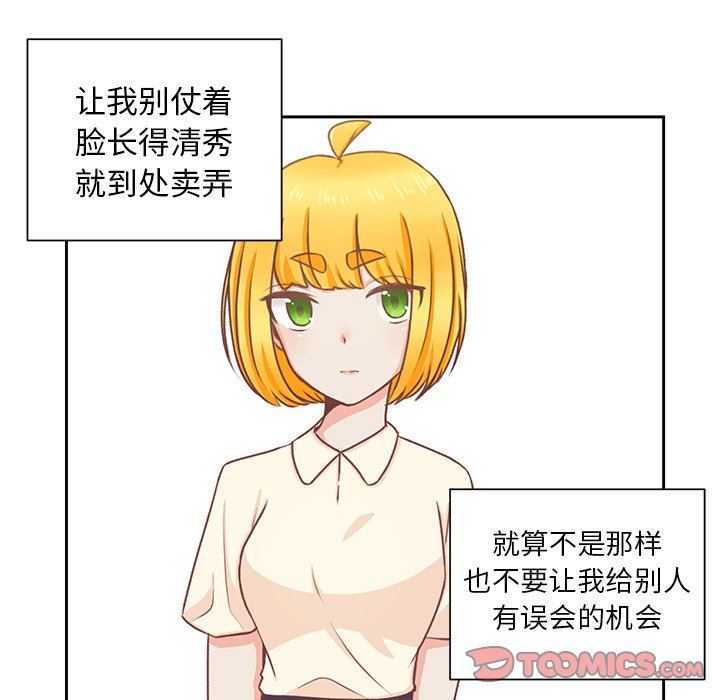 让我别仗着
脸长得清秀
就到处卖弄
就算不是那样
也不要让我给别人
有误会的机会
TOOMICS.COM